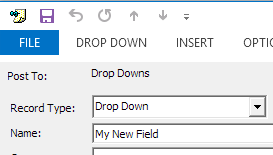 FILE DROP DOWN INSERT
Post To: Drop Downs
Record Type: Drop Down
Name: My New Field